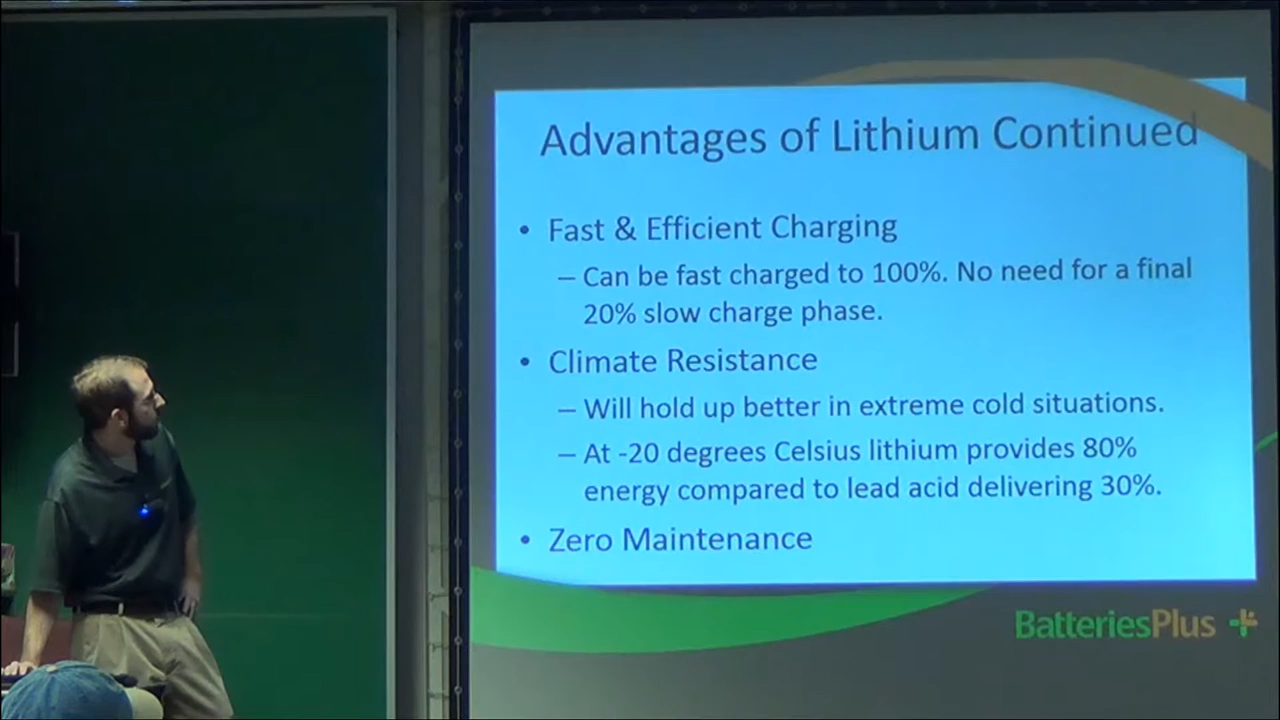 Advantages of Lithium Continued
• Fast & Efficient Charging
– Can be fast charged to 100%. No need for a final
20% slow charge phase.
• Climate Resistance
– Will hold up better in extreme cold situations.
– At -20 degrees Celsius lithium provides 80%
energy compared to lead acid delivering 30%.
• Zero Maintenance
BatteriesPlus